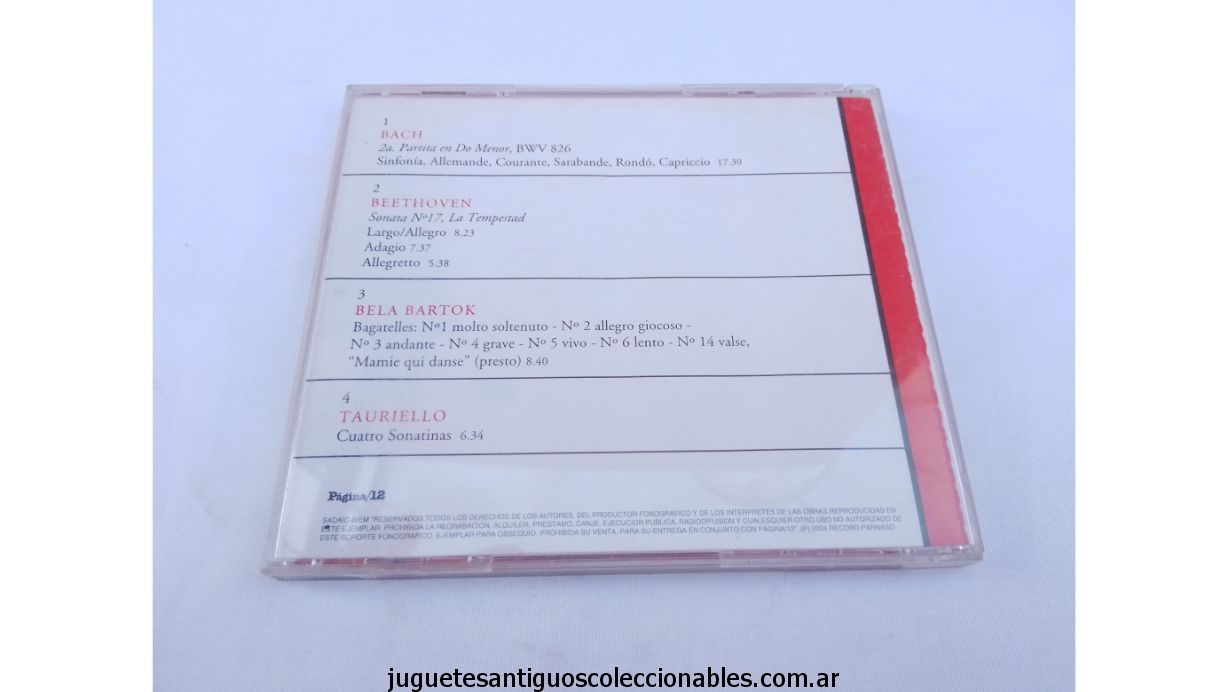 1
BACH
2a. Partita en Do Menor, BWV 826
Sinfonía, Allemande, Courante, Sarabande, Rondó, Capriccio 17.30
2
BEETHOVEN
Sonata Nº17, La Tempestad
Largo/Allegro 8.23
Adagio 7.37
Allegretto 5.38
3
BELA BARTOK
Bagatelles: Nº1 molto soltenuto - Nº 2 allegro giocoso -
Nº 3 andante - Nº 4 grave - Nº 5 vivo - Nº 6 lento - Nº 14 valse,
“Mamie qui danse” (presto) 8.40
4
TAURIELLO
Cuatro Sonatinas 6.34
Página/12
SADAIC-BIEM "RESERVADOS TODOS LOS DERECHOS DE LOS AUTORES, DEL PRODUCTOR FONOGRAFICO Y DE LOS INTERPRETES DE LAS OBRAS REPRODUCIDAS EN
ESTE EJEMPLAR. PROHIBIDA LA REGRABACION, ALQUILER, PRESTAMO, CANJE, EJECUCION PUBLICA, RADIODIFUSION Y CUALESQUIER OTRO USO NO AUTORIZADO DE
ESTE SOPORTE FONOGRAFICO. EJEMPLAR PARA OBSEQUIO. PROHIBIDA SU VENTA. PARA SU ENTREGA EN CONJUNTO CON PAGINA/12". (P) 2004 RECORD PARNASO
juguetesantiguoscoleccionables.com.ar